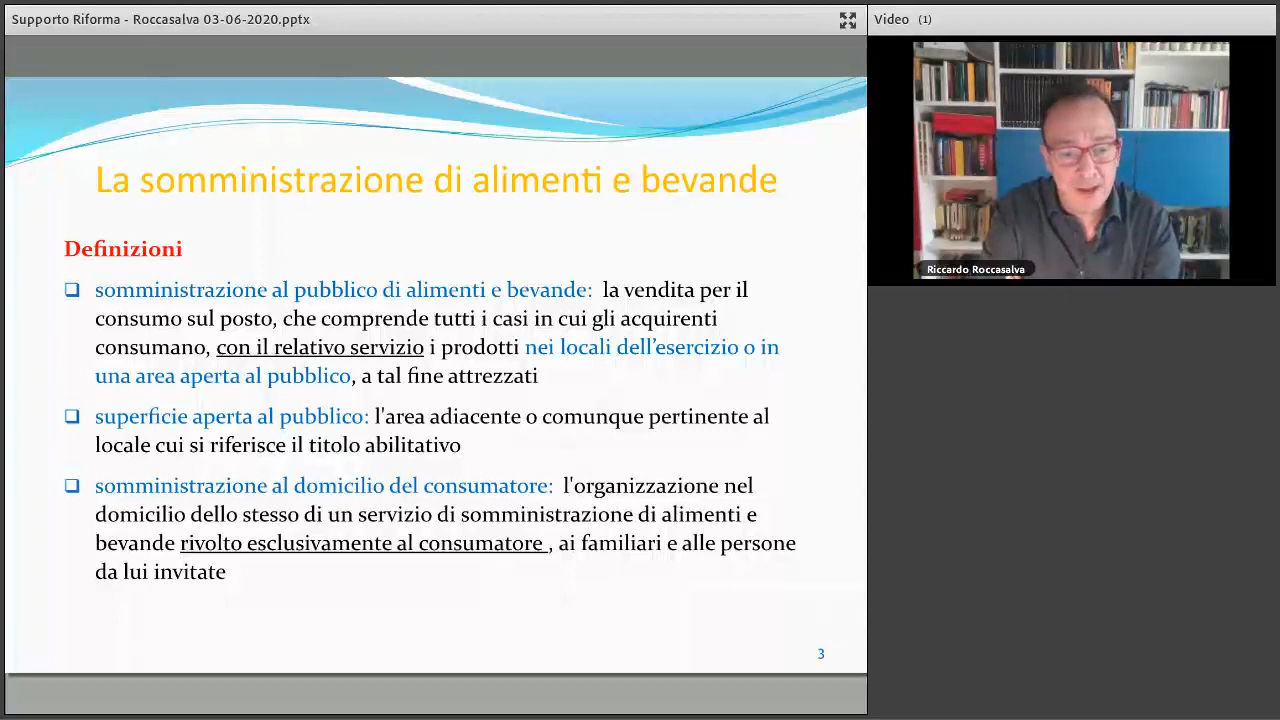 Supporto Riforma - Roccasalva 03-06-2020.pptx
Video (1)
Riccardo Roccasalva
La somministrazione di alimenti e bevande
Definizioni
somministrazione al pubblico di alimenti e bevande: la vendita per il
consumo sul posto, che comprende tutti i casi in cui gli acquirenti
consumano, con il relativo servizio i prodotti nei locali dell’esercizio o in
una area aperta al pubblico, a tal fine attrezzati
superficie aperta al pubblico: l'area adiacente o comunque pertinente al
locale cui si riferisce il titolo abilitativo
somministrazione al domicilio del consumatore: l'organizzazione nel
domicilio dello stesso di un servizio di somministrazione di alimenti e
bevande rivolto esclusivamente al consumatore , ai familiari e alle persone
da lui invitate
3